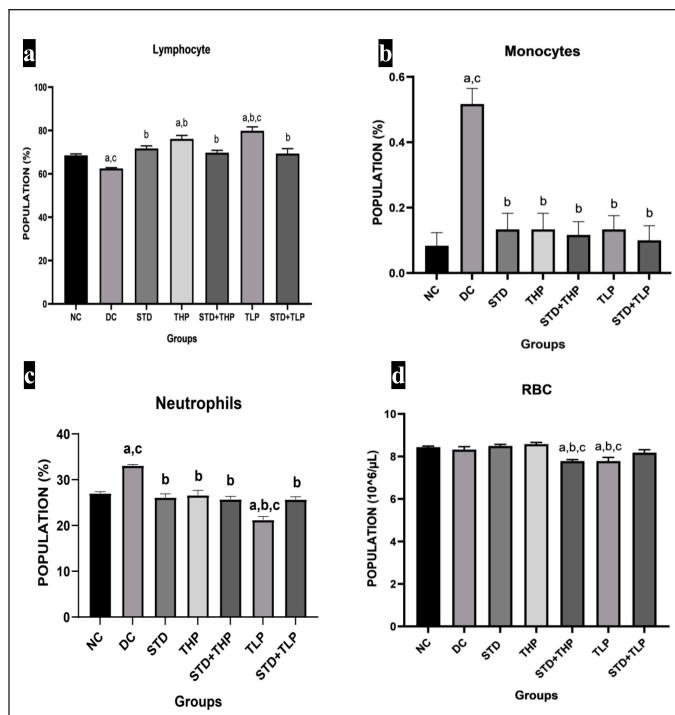 a
Lymphocyte
POPULATION (%)
100
80
60
40
20
0
a,c
b
a,b
b
a,b,c
b
NC
DC
STD
THP
STD+THP
TLP
STD+TLP
Groups
b
Monocytes
POPULATION (%)
0.6
0.4
0.2
0.0
a,c
b
b
b
b
b
NC
DC
STD
THP
STD+THP
TLP
STD+TLP
Groups
c
Neutrophils
POPULATION (%)
40
30
20
10
0
a,c
b
b
b
a,b,c
b
NC
DC
STD
THP
STD+THP
TLP
STD+TLP
Groups
d
RBC
POPULATION (10^6/µL)
10
8
6
4
2
0
a,b,c
a,b,c
NC
DC
STD
THP
STD+THP
TLP
STD+TLP
Groups